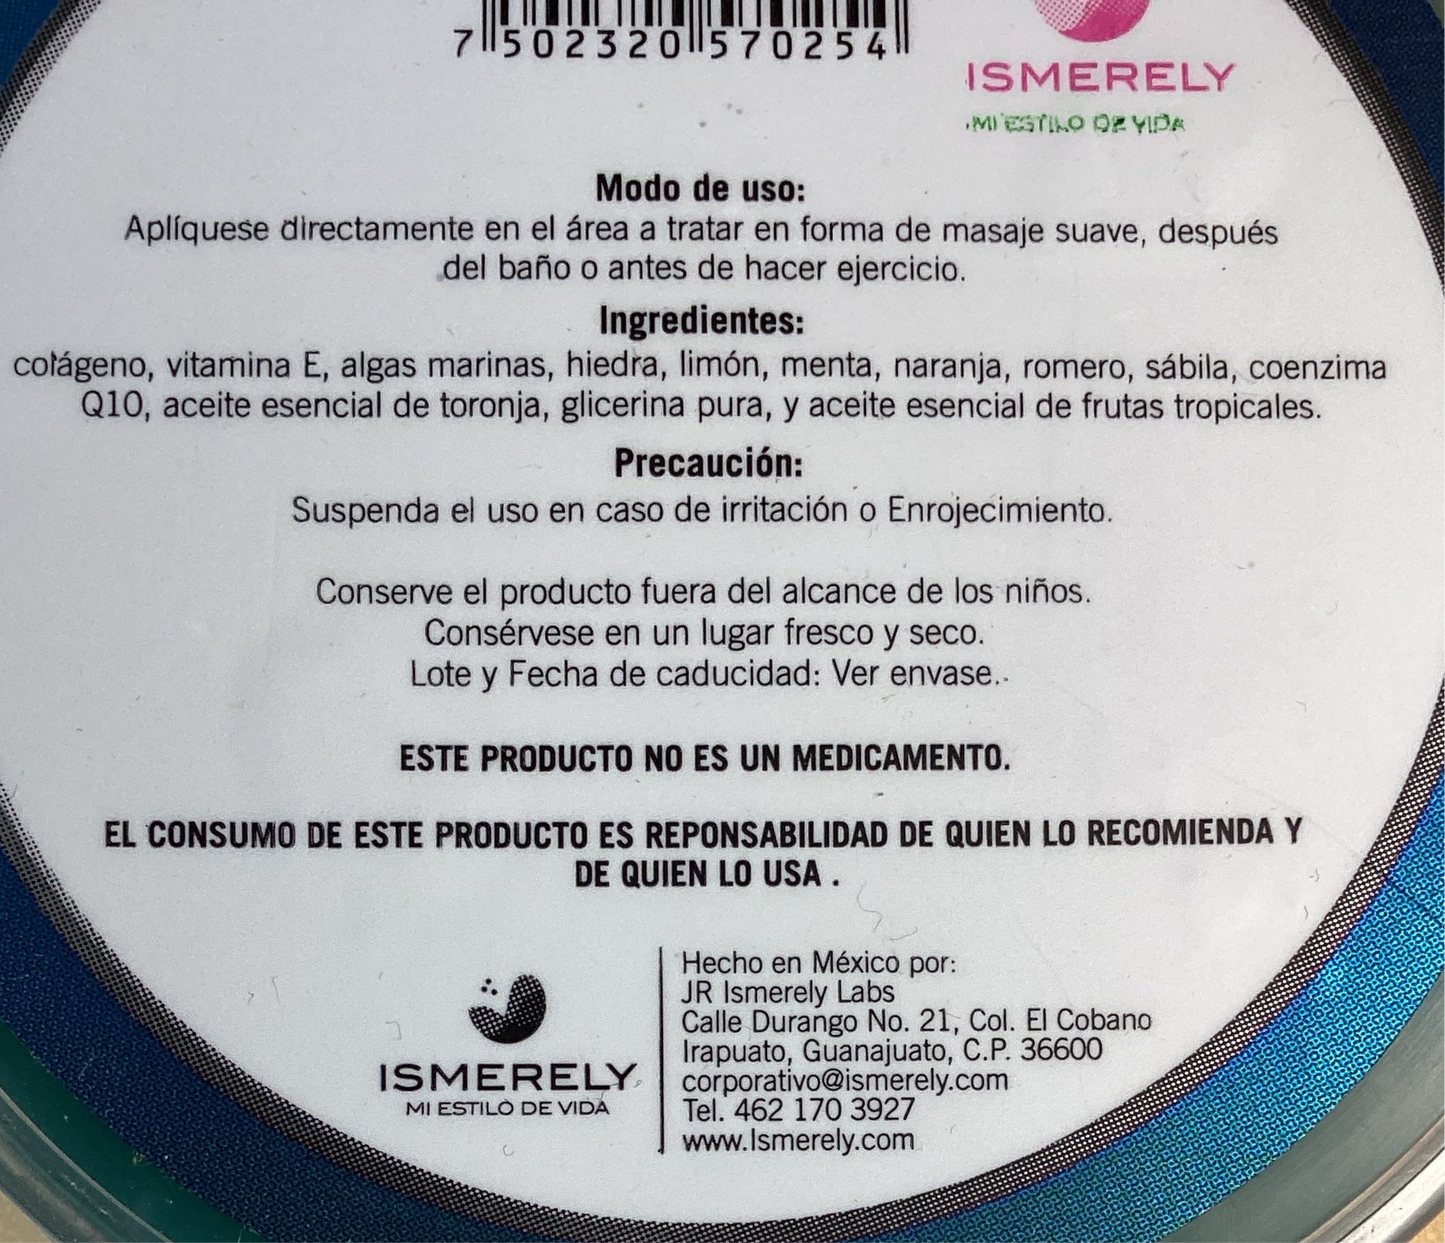 7 502320 570254
ISMERELY
MI ESTILO DE VIDA
Modo de uso:
Aplíquese directamente en el área a tratar en forma de masaje suave, después
del baño o antes de hacer ejercicio.
Ingredientes:
colágeno, vitamina E, algas marinas, hiedra, limón, menta, naranja, romero, sábila, coenzima
Q10, aceite esencial de toronja, glicerina pura, y aceite esencial de frutas tropicales.
Precaución:
Suspenda el uso en caso de irritación o Enrojecimiento.
Conserve el producto fuera del alcance de los niños.
Consérvese en un lugar fresco y seco.
Lote y Fecha de caducidad: Ver envase.
ESTE PRODUCTO NO ES UN MEDICAMENTO.
EL CONSUMO DE ESTE PRODUCTO ES REPONSABILIDAD DE QUIEN LO RECOMIENDA Y
DE QUIEN LO USA .
ISMERELY
MI ESTILO DE VIDA
Hecho en México por:
JR Ismerely Labs
Calle Durango No. 21, Col. El Cobano
Irapuato, Guanajuato, C.P. 36600
corporativo@ismerely.com
Tel. 462 170 3927
www.Ismerely.com